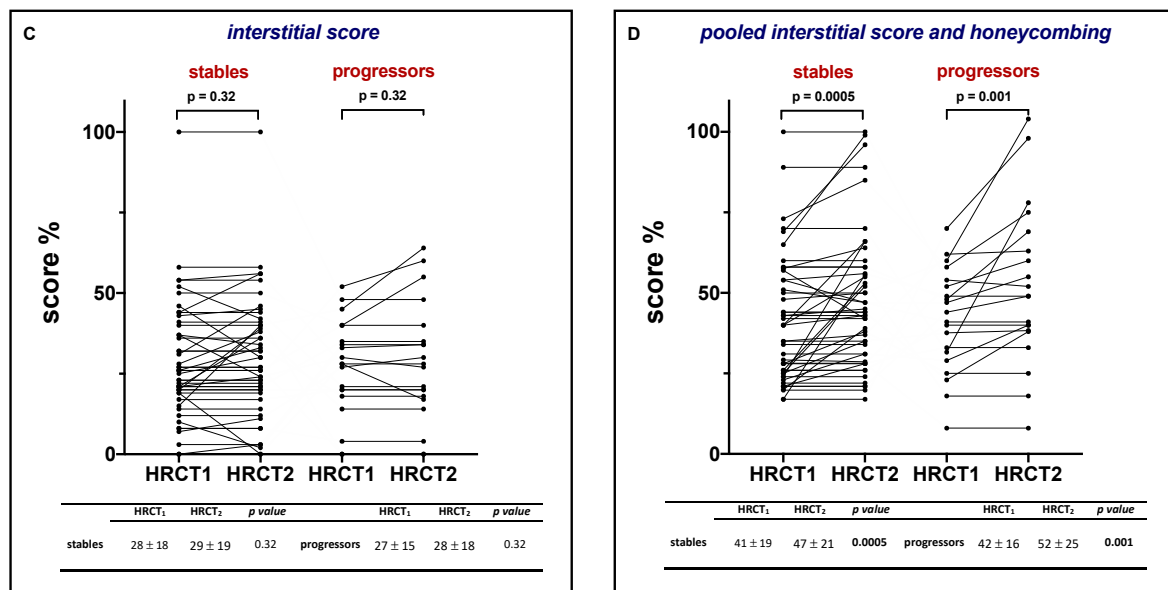 C
interstitial score
stables progressors
p = 0.32 p = 0.32
100
50
0
score %
HRCT1 HRCT2 HRCT1 HRCT2
HRCT₁ HRCT₂ p value HRCT₁ HRCT₂ p value
stables 28 ± 18 29 ± 19 0.32 progressors 27 ± 15 28 ± 18 0.32
D
pooled interstitial score and honeycombing
stables progressors
p = 0.0005 p = 0.001
100
50
0
score %
HRCT1 HRCT2 HRCT1 HRCT2
HRCT₁ HRCT₂ p value HRCT₁ HRCT₂ p value
stables 41 ± 19 47 ± 21 0.0005 progressors 42 ± 16 52 ± 25 0.001